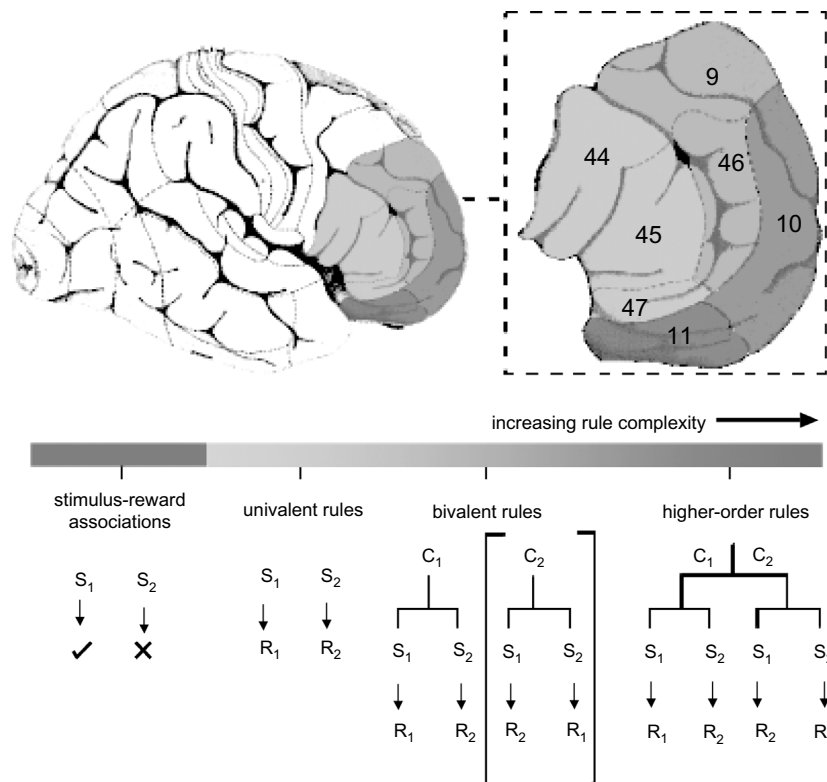 9
44
46
10
45
47
11
increasing rule complexity
stimulus-reward
associations
univalent rules
bivalent rules
higher-order rules
C₁
C₂
C₁ C₂
S₁ S₂
S₁ S₂
R₁ R₂
S₁ S₂
S₁ S₂
S₁ S₂ S₁ S
R₁ R₂
R₂ R₁
R₁ R₂ R₂ R